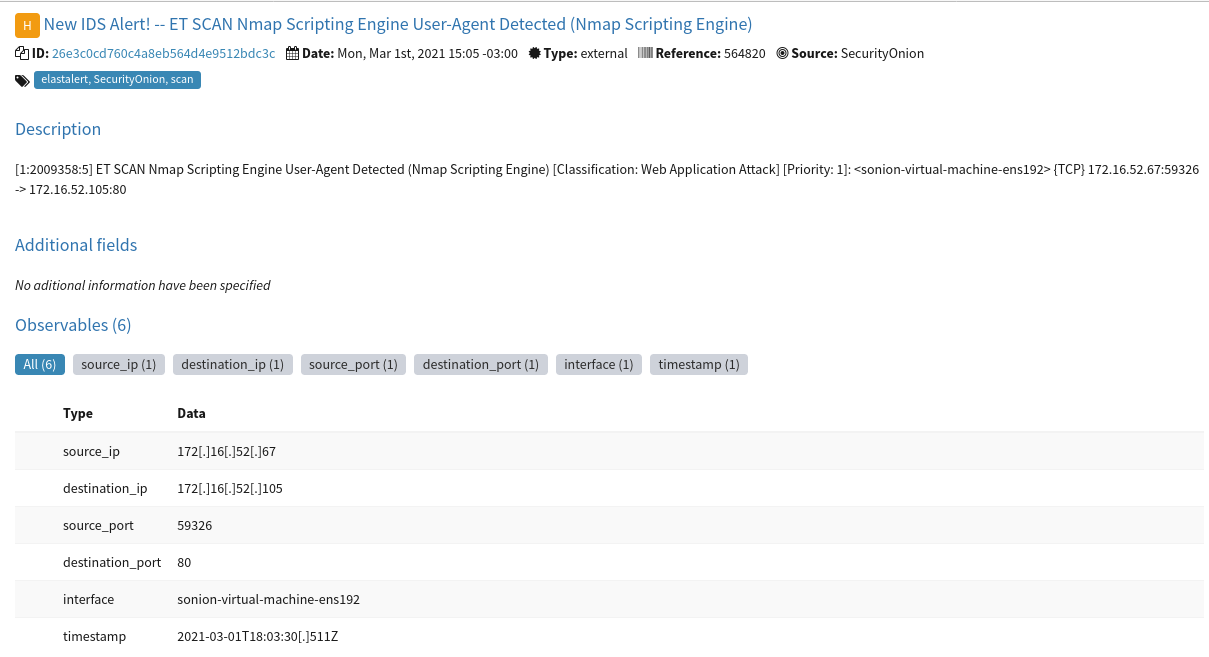 H New IDS Alert! -- ET SCAN Nmap Scripting Engine User-Agent Detected (Nmap Scripting Engine)
ID: 26e3c0cd760c4a8eb564d4e9512bdc3c Date: Mon, Mar 1st, 2021 15:05 -03:00 Type: external Reference: 564820 Source: SecurityOnion
elastalert, SecurityOnion, scan
Description
[1:2009358:5] ET SCAN Nmap Scripting Engine User-Agent Detected (Nmap Scripting Engine) [Classification: Web Application Attack] [Priority: 1]: <sonion-virtual-machine-ens192> {TCP} 172.16.52.67:59326
-> 172.16.52.105:80
Additional fields
No aditional information have been specified
Observables (6)
All (6) source_ip (1) destination_ip (1) source_port (1) destination_port (1) interface (1) timestamp (1)
Type Data
source_ip 172[.]16[.]52[.]67
destination_ip 172[.]16[.]52[.]105
source_port 59326
destination_port 80
interface sonion-virtual-machine-ens192
timestamp 2021-03-01T18:03:30[.]511Z